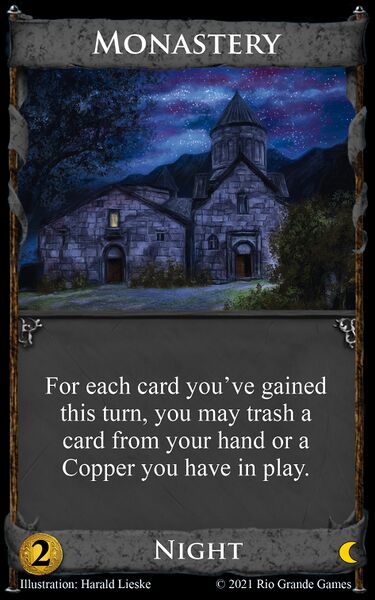 MONASTERY
For each card you've gained
this turn, you may trash a
card from your hand or a
Copper you have in play.
2
NIGHT
Illustration: Harald Lieske
© 2021 Rio Grande Games